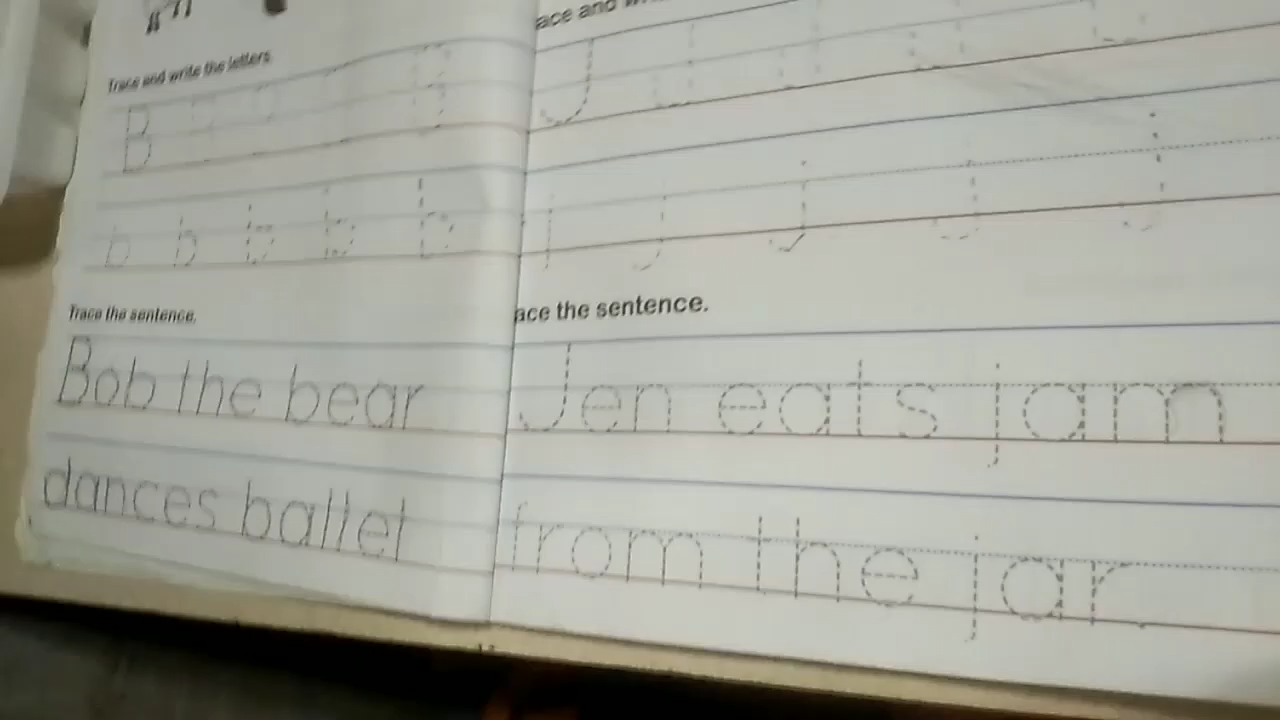 Trace and write the letters
B B
b b b b b
Trace the sentence.
Bob the bear
dances ballet
ace and
J J
j j j j j
ace the sentence.
Jen eats jam
from the jar.